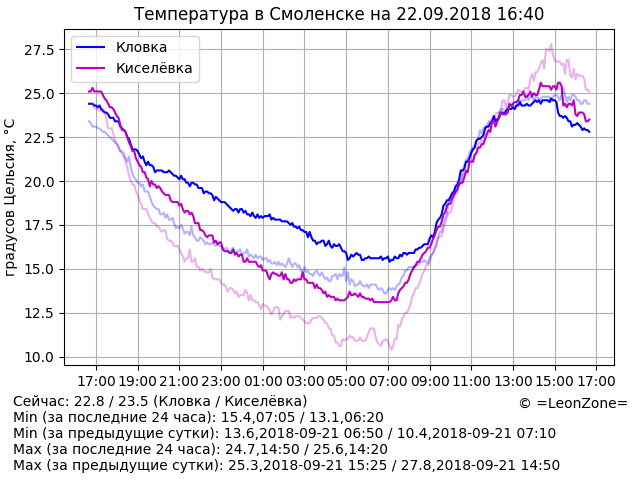 Температура в Смоленске на 22.09.2018 16:40
Кловка
Киселёвка
градусов Цельсия, °C
27.5
25.0
22.5
20.0
17.5
15.0
12.5
10.0
17:00 19:00 21:00 23:00 01:00 03:00 05:00 07:00 09:00 11:00 13:00 15:00 17:00
Сейчас: 22.8 / 23.5 (Кловка / Киселёвка)
© =LeonZone=
Min (за последние 24 часа): 15.4,07:05 / 13.1,06:20
Min (за предыдущие сутки): 13.6,2018-09-21 06:50 / 10.4,2018-09-21 07:10
Max (за последние 24 часа): 24.7,14:50 / 25.6,14:20
Max (за предыдущие сутки): 25.3,2018-09-21 15:25 / 27.8,2018-09-21 14:50